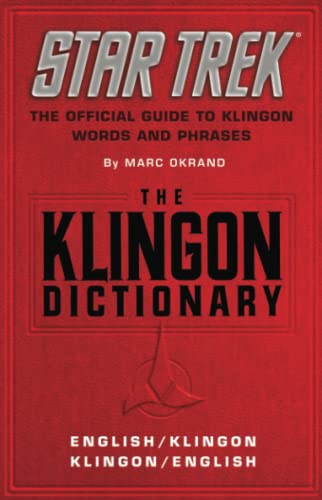 STAR TREK®
THE OFFICIAL GUIDE TO KLINGON
WORDS AND PHRASES
By MARC OKRAND
THE
KLINGON
DICTIONARY
ENGLISH/KLINGON
KLINGON/ENGLISH